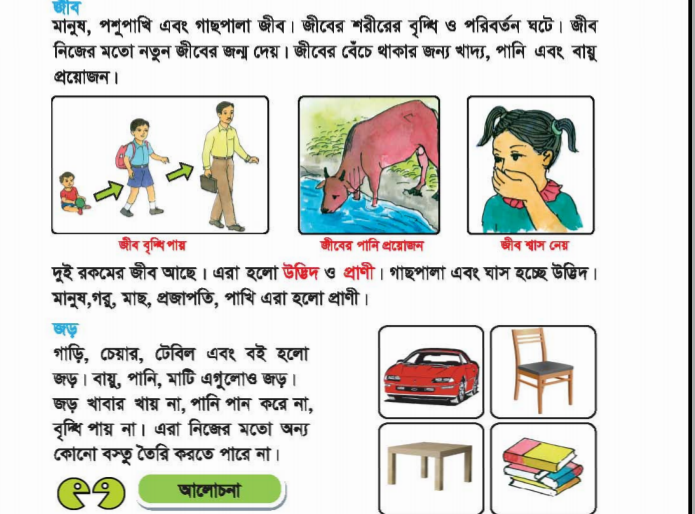 জীব
মানুষ, পশুপাখি এবং গাছপালা জীব। জীবের শরীরের বৃদ্ধি ও পরিবর্তন ঘটে। জীব
নিজের মতো নতুন জীবের জন্ম দেয়। জীবের বেঁচে থাকার জন্য খাদ্য, পানি এবং বায়ু
প্রয়োজন।
জীব বৃদ্ধি পায়
জীবের পানি প্রয়োজন
জীব শ্বাস নেয়
দুই রকমের জীব আছে। এরা হলো উদ্ভিদ ও প্রাণী। গাছপালা এবং ঘাস হচ্ছে উদ্ভিদ।
মানুষ,গরু, মাছ, প্রজাপতি, পাখি এরা হলো প্রাণী।
জড়
গাড়ি, চেয়ার, টেবিল এবং বই হলো
জড়। বায়ু, পানি, মাটি এগুলোও জড়।
জড় খাবার খায় না, পানি পান করে না,
বৃদ্ধি পায় না। এরা নিজের মতো অন্য
কোনো বস্তু তৈরি করতে পারে না।
আলোচনা